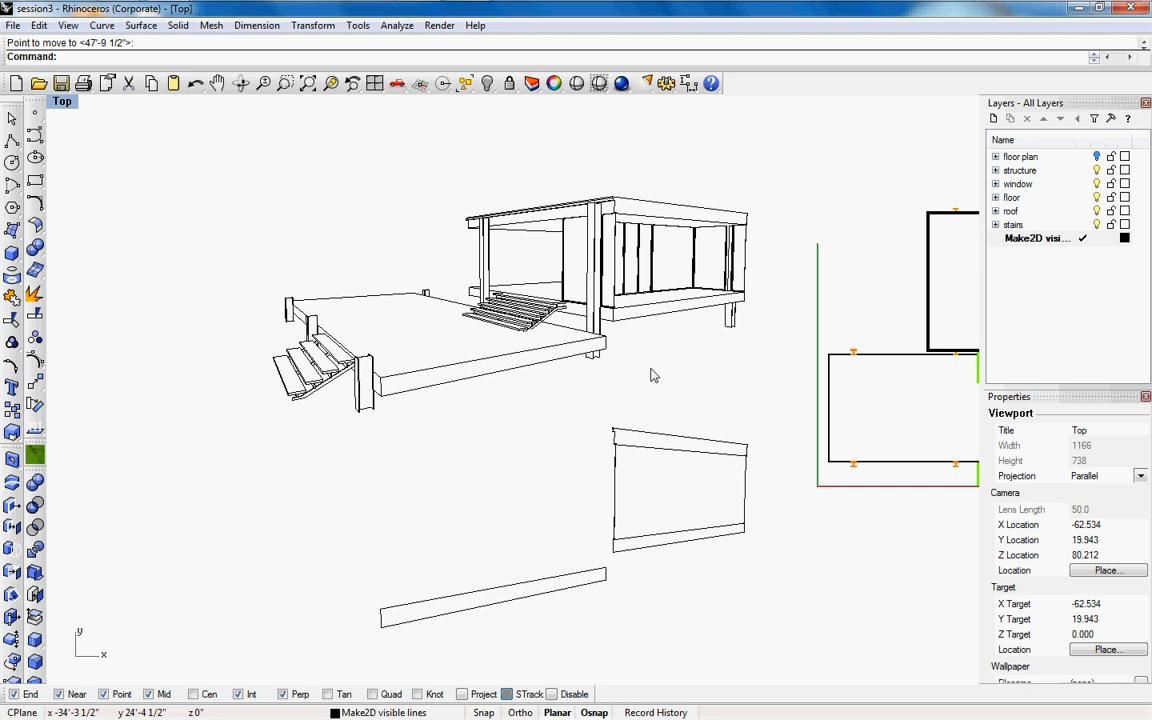 session3 - Rhinoceros (Corporate) - [Top]
File Edit View Curve Surface Solid Mesh Dimension Transform Tools Analyze Render Help
Point to move to <47'-9 1/2">:
Command:
Top
Layers - All Layers
Name
floor plan
structure
window
floor
roof
stairs
Make2D visi...
Properties
Viewport
Title Top
Width 1166
Height 738
Projection Parallel
Camera
Lens Length 50.0
X Location -62.534
Y Location 19.943
Z Location 80.212
Location Place...
Target
X Target -62.534
Y Target 19.943
Z Target 0.000
Location Place...
Wallpaper
y
x
End Near Point Mid Cen Int Perp Tan Quad Knot Project STrack Disable
CPlane x -34'-3 1/2" y 24'-4 1/2" z 0" Make2D visible lines Snap Ortho Planar Osnap Record History